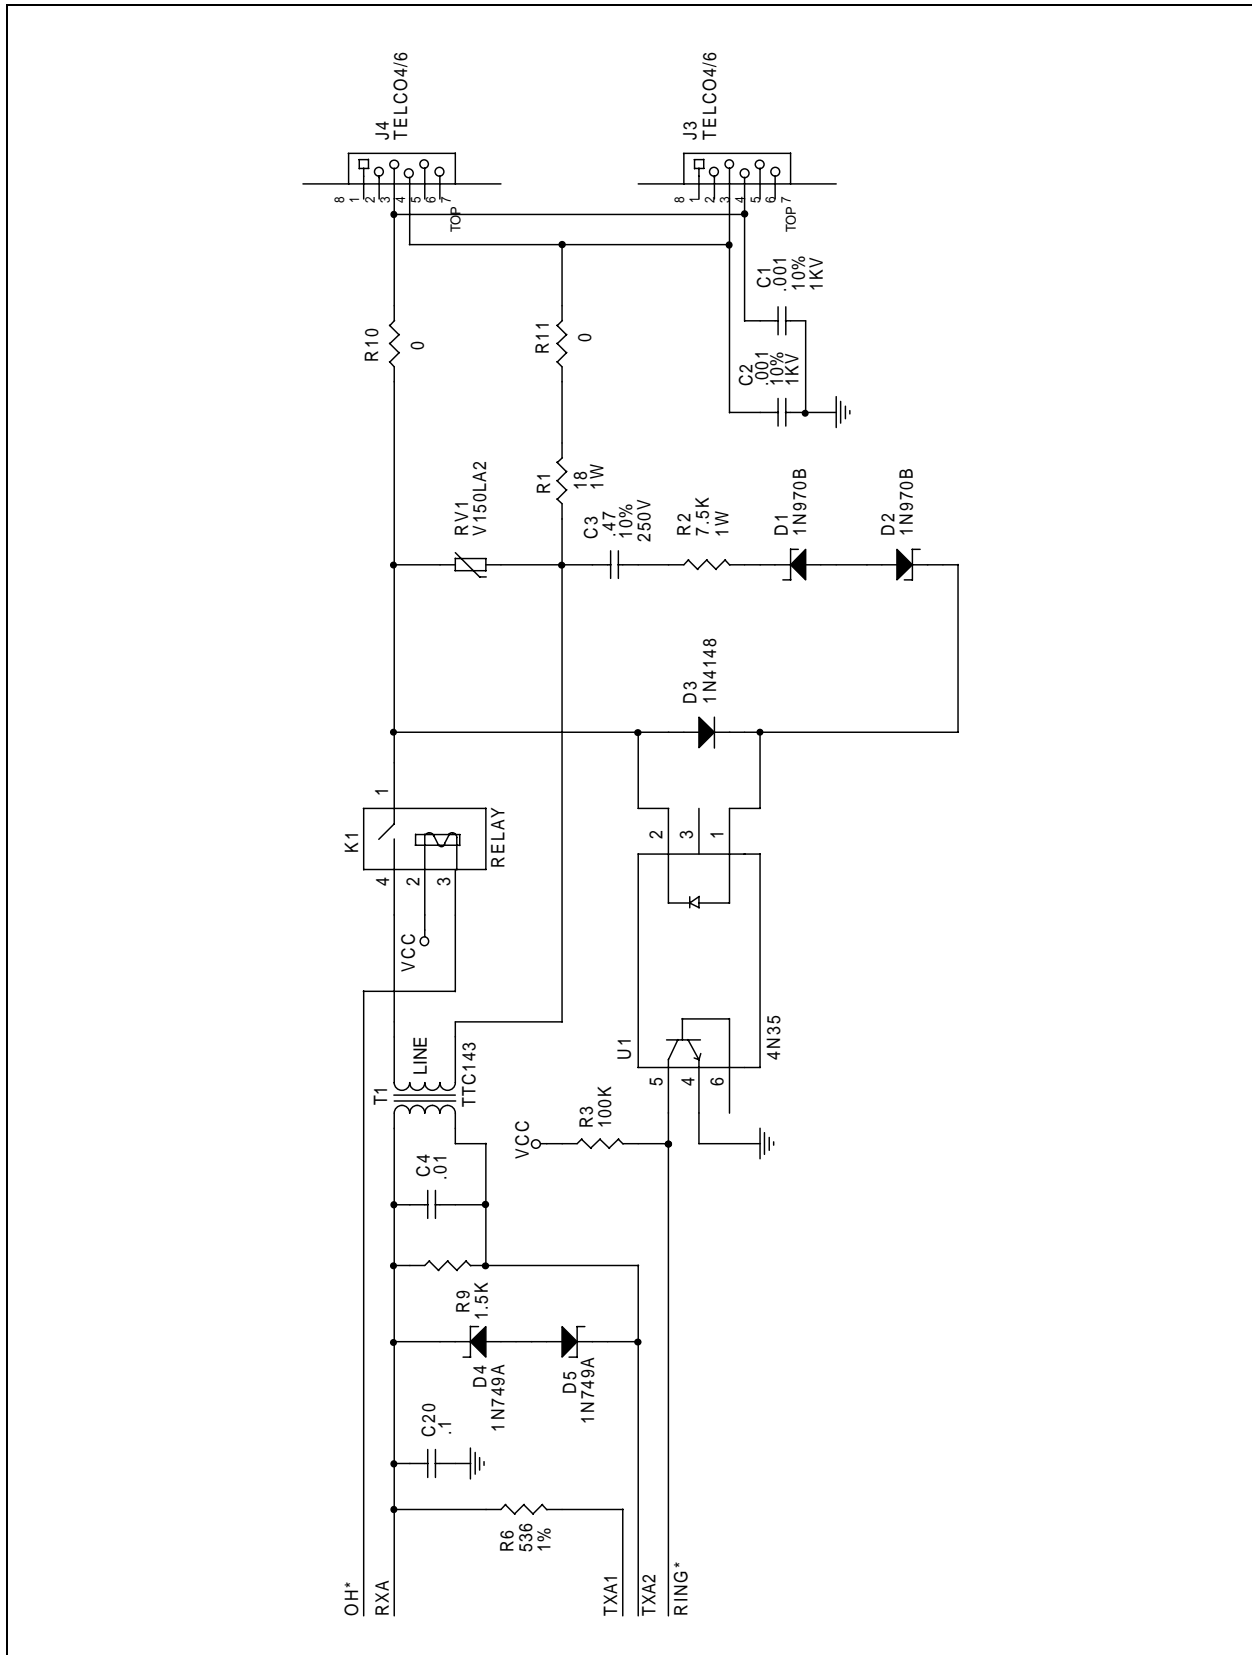 OH*
RXA
TXA1
TXA2
RING*
R6
536
1%
C20
.1
D4
1N749A
D5
1N749A
R9
1.5K
C4
.01
T1
LINE
TTC143
VCC
R3
100K
U1
5
4
6
4N35
2
3
1
VCC
K1
4
2
3
1
RELAY
D3
1N4148
RV1
V150LA2
C3
.47
10%
250V
R2
7.5K
1W
D1
1N970B
D2
1N970B
R1
18
1W
R10
0
R11
0
C2
.001
10%
1KV
C1
.001
10%
1KV
J4
TELCO4/6
8
1
2
3
4
5
6
7
TOP
J3
TELCO4/6
8
1
2
3
4
5
6
7
TOP